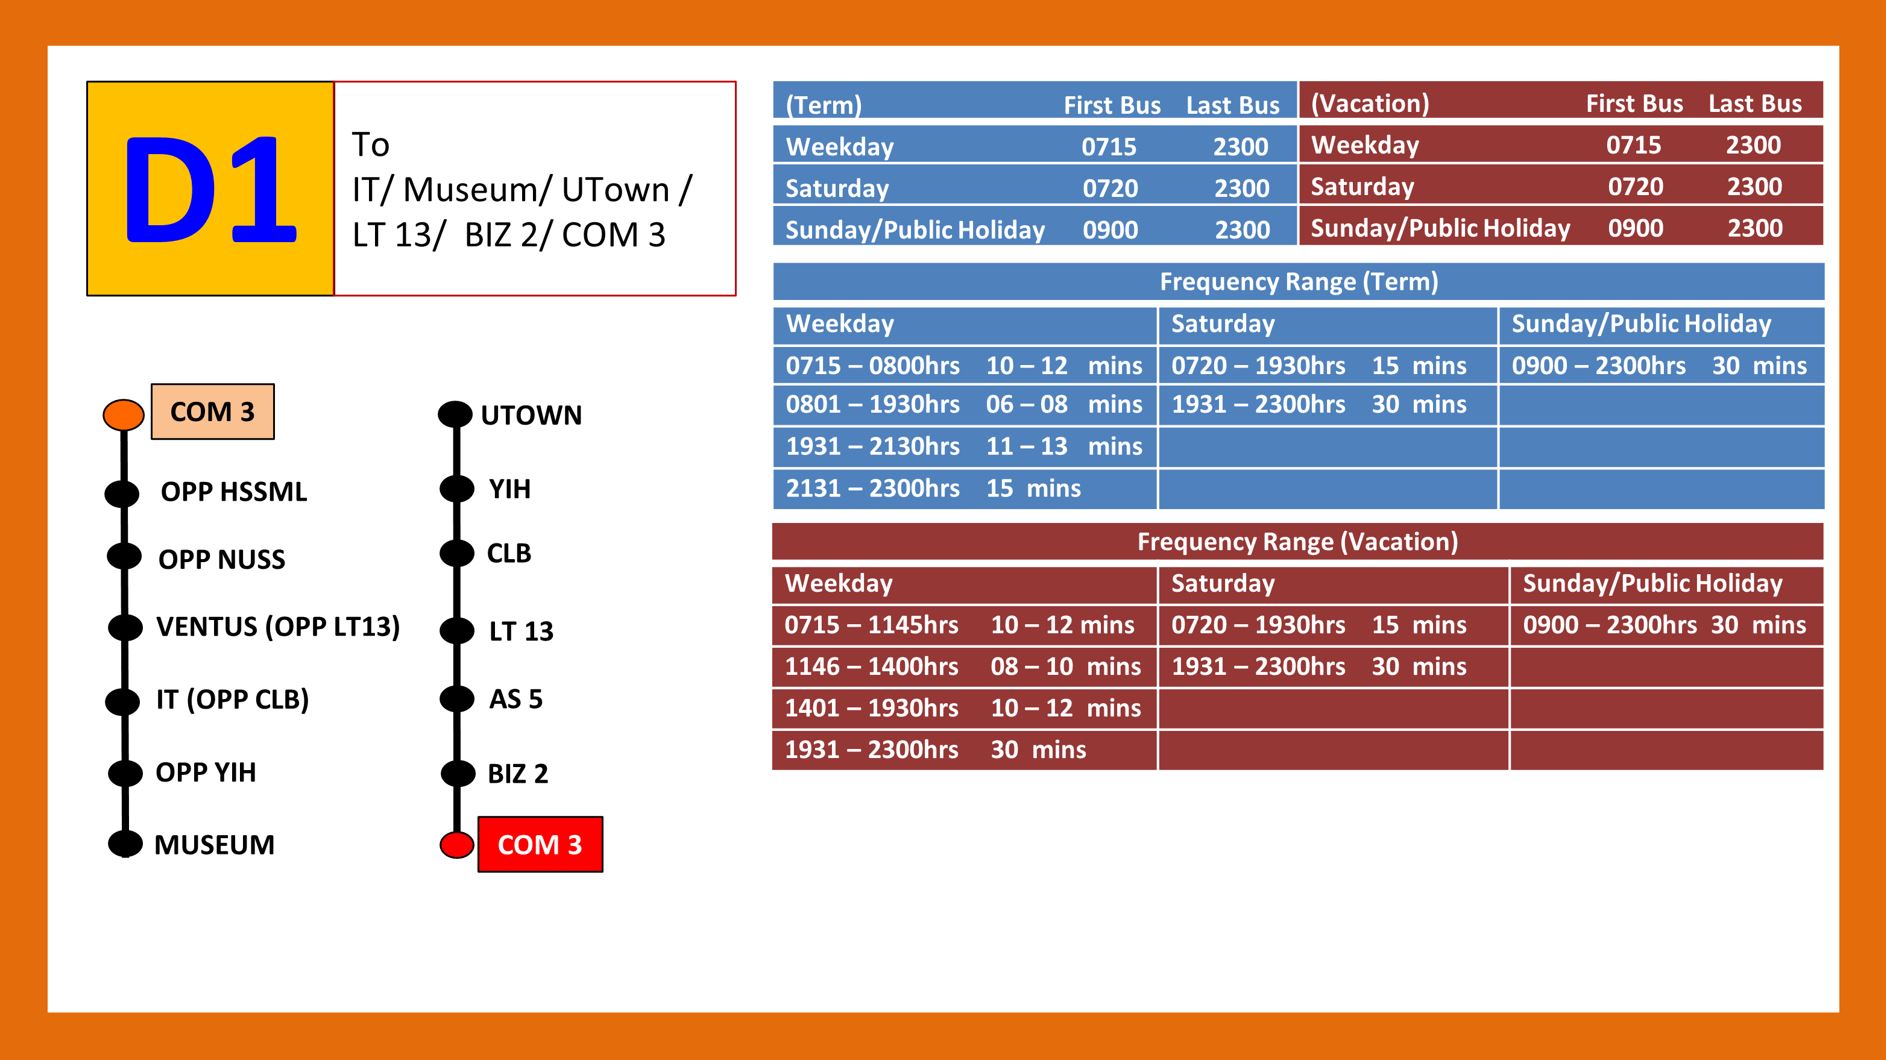 D1
To
IT/ Museum/ UTown /
LT 13/ BIZ 2/ COM 3
COM 3
OPP HSSML
OPP NUSS
VENTUS (OPP LT13)
IT (OPP CLB)
OPP YIH
MUSEUM
UTOWN
YIH
CLB
LT 13
AS 5
BIZ 2
COM 3
(Term) First Bus Last Bus
Weekday 0715 2300
Saturday 0720 2300
Sunday/Public Holiday 0900 2300
(Vacation) First Bus Last Bus
Weekday 0715 2300
Saturday 0720 2300
Sunday/Public Holiday 0900 2300
Frequency Range (Term)
Weekday Saturday Sunday/Public Holiday
0715 – 0800hrs 10 – 12 mins 0720 – 1930hrs 15 mins 0900 – 2300hrs 30 mins
0801 – 1930hrs 06 – 08 mins 1931 – 2300hrs 30 mins
1931 – 2130hrs 11 – 13 mins
2131 – 2300hrs 15 mins
Frequency Range (Vacation)
Weekday Saturday Sunday/Public Holiday
0715 – 1145hrs 10 – 12 mins 0720 – 1930hrs 15 mins 0900 – 2300hrs 30 mins
1146 – 1400hrs 08 – 10 mins 1931 – 2300hrs 30 mins
1401 – 1930hrs 10 – 12 mins
1931 – 2300hrs 30 mins